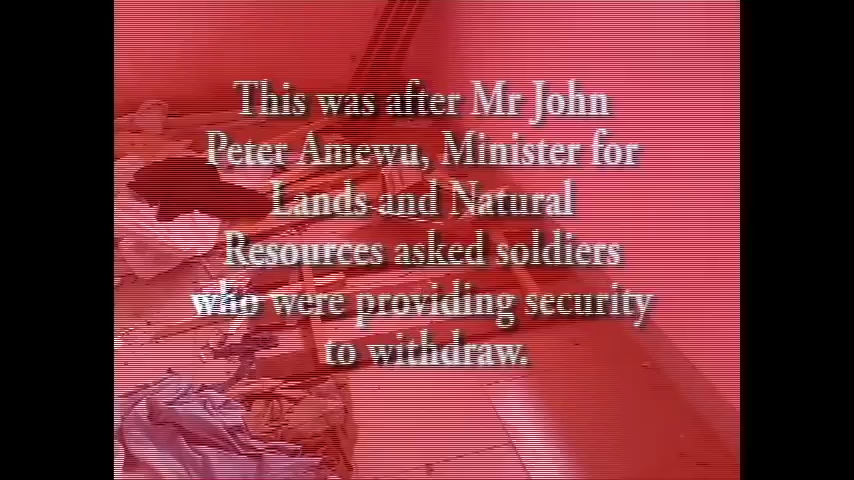 This was after Mr John
Peter Amewu, Minister for
Lands and Natural
Resources asked soldiers
who were providing security
to withdraw.